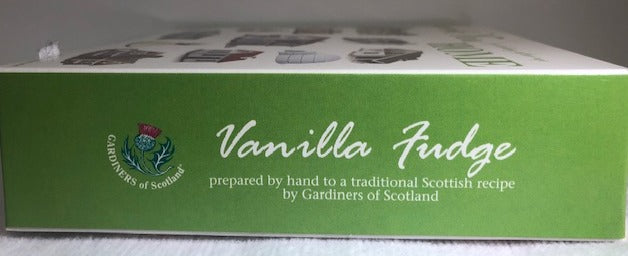 GARDINERS of Scotland
Vanilla Fudge
prepared by hand to a traditional Scottish recipe
by Gardiners of Scotland